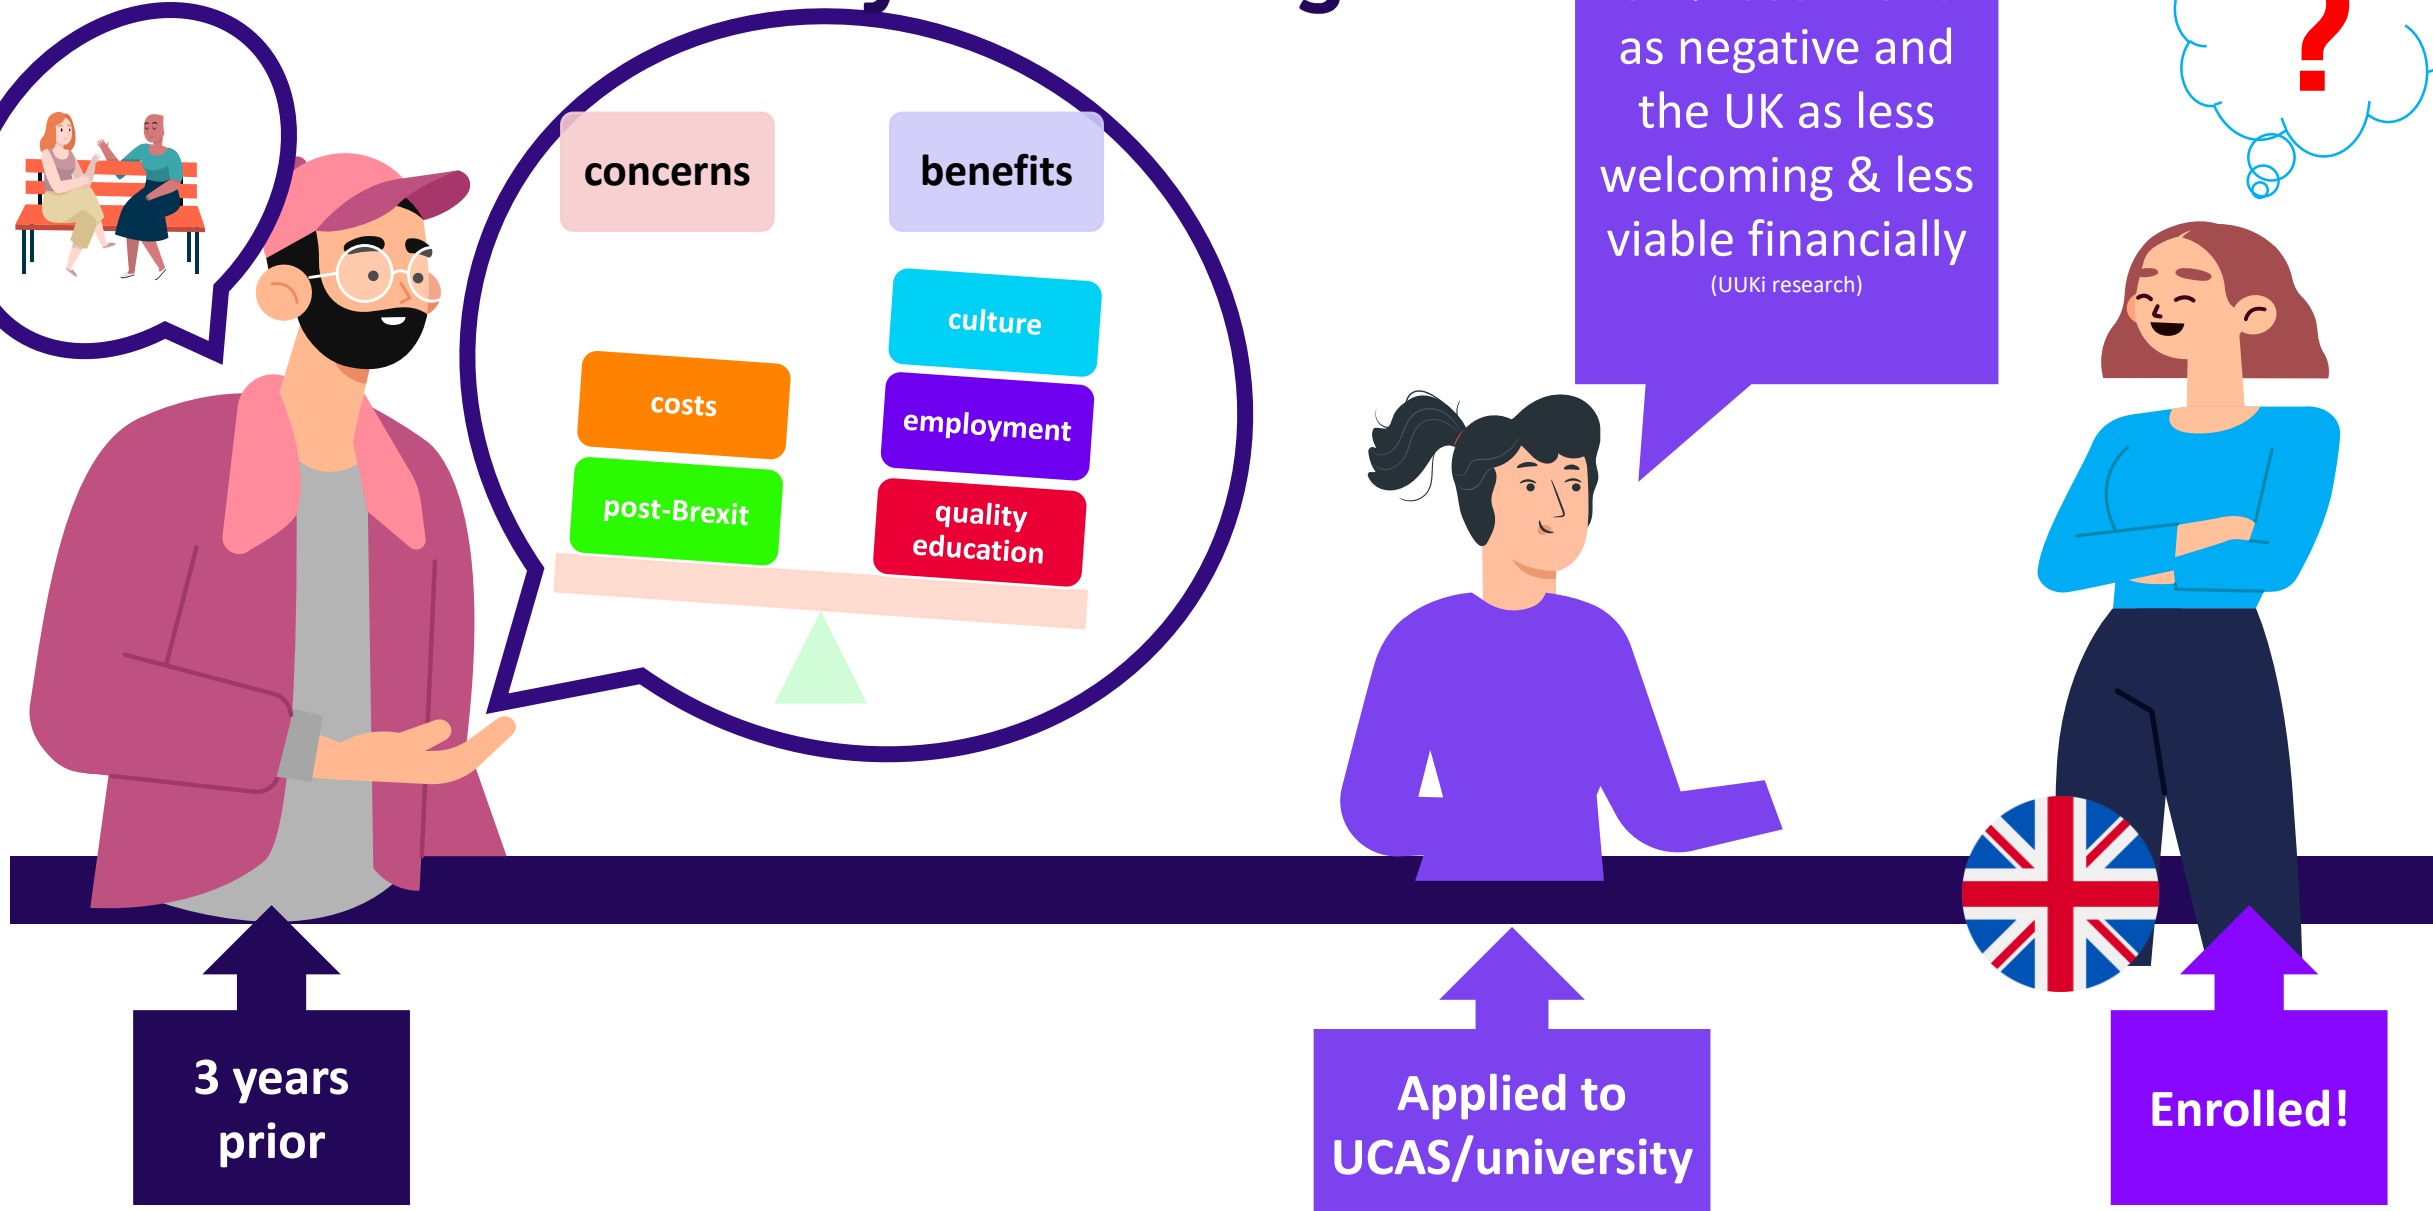 concerns
benefits
culture
costs
employment
post-Brexit
quality
education
as negative and
the UK as less
welcoming & less
viable financially
(UUKi research)
?
3 years
prior
Applied to
UCAS/university
Enrolled!